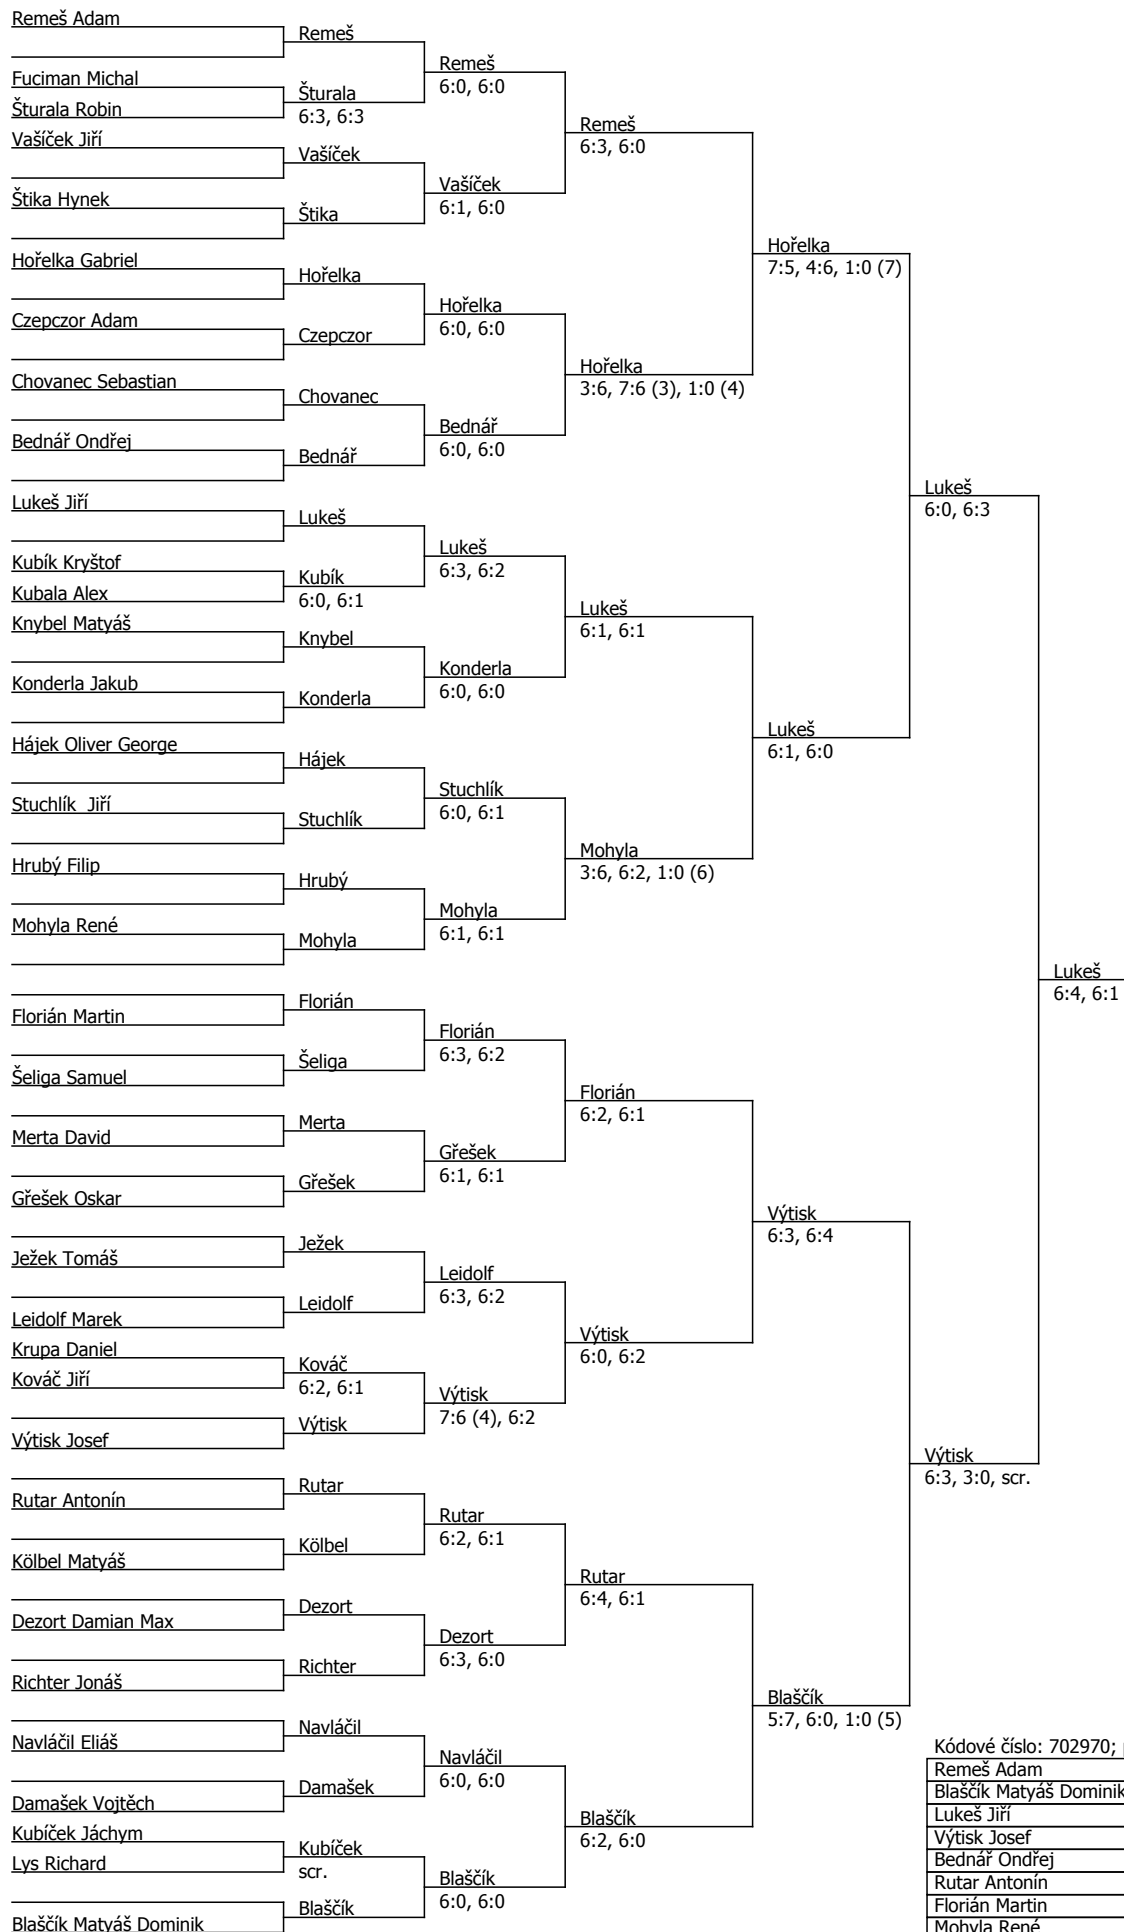 Remeš Adam
Remeš
Remeš
6:0, 6:0
Fuciman Michal
Šturala
6:3, 6:3
Šturala Robin
Remeš
6:3, 6:0
Vašíček Jiří
Vašíček
Vašíček
6:1, 6:0
Štika Hynek
Štika
Hořelka
7:5, 4:6, 1:0 (7)
Hořelka Gabriel
Hořelka
Hořelka
6:0, 6:0
Czepczor Adam
Czepczor
Hořelka
3:6, 7:6 (3), 1:0 (4)
Chovanec Sebastian
Chovanec
Bednář
6:0, 6:0
Bednář Ondřej
Bednář
Lukeš
6:0, 6:3
Lukeš Jiří
Lukeš
Lukeš
6:3, 6:2
Kubík Kryštof
Kubík
6:0, 6:1
Kubala Alex
Lukeš
6:1, 6:1
Knybel Matyáš
Knybel
Konderla
6:0, 6:0
Konderla Jakub
Konderla
Lukeš
6:1, 6:0
Hájek Oliver George
Hájek
Stuchlík
6:0, 6:1
Stuchlík  Jiří
Stuchlík
Mohyla
3:6, 6:2, 1:0 (6)
Hrubý Filip
Hrubý
Mohyla
6:1, 6:1
Mohyla René
Mohyla
Lukeš
6:4, 6:1
Florián Martin
Florián
Florián
6:3, 6:2
Šeliga Samuel
Šeliga
Florián
6:2, 6:1
Merta David
Merta
Gřešek
6:1, 6:1
Gřešek Oskar
Gřešek
Výtisk
6:3, 6:4
Ježek Tomáš
Ježek
Leidolf
6:3, 6:2
Leidolf Marek
Leidolf
Výtisk
6:0, 6:2
Krupa Daniel
Kováč
6:2, 6:1
Kováč Jiří
Výtisk
7:6 (4), 6:2
Výtisk Josef
Výtisk
Výtisk
6:3, 3:0, scr.
Rutar Antonín
Rutar
Rutar
6:2, 6:1
Kölbel Matyáš
Kölbel
Rutar
6:4, 6:1
Dezort Damian Max
Dezort
Dezort
6:3, 6:0
Richter Jonáš
Richter
Blaščík
5:7, 6:0, 1:0 (5)
Navláčil Eliáš
Navláčil
Navláčil
6:0, 6:0
Damašek Vojtěch
Damašek
Blaščík
6:2, 6:0
Kubíček Jáchym
Kubíček
scr.
Lys Richard
Blaščík
6:0, 6:0
Blaščík Matyáš Dominik
Blaščík
Kódové číslo: 702970;
Remeš Adam
Blaščík Matyáš Dominik
Lukeš Jiří
Výtisk Josef
Bednář Ondřej
Rutar Antonín
Florián Martin
Mohyla René